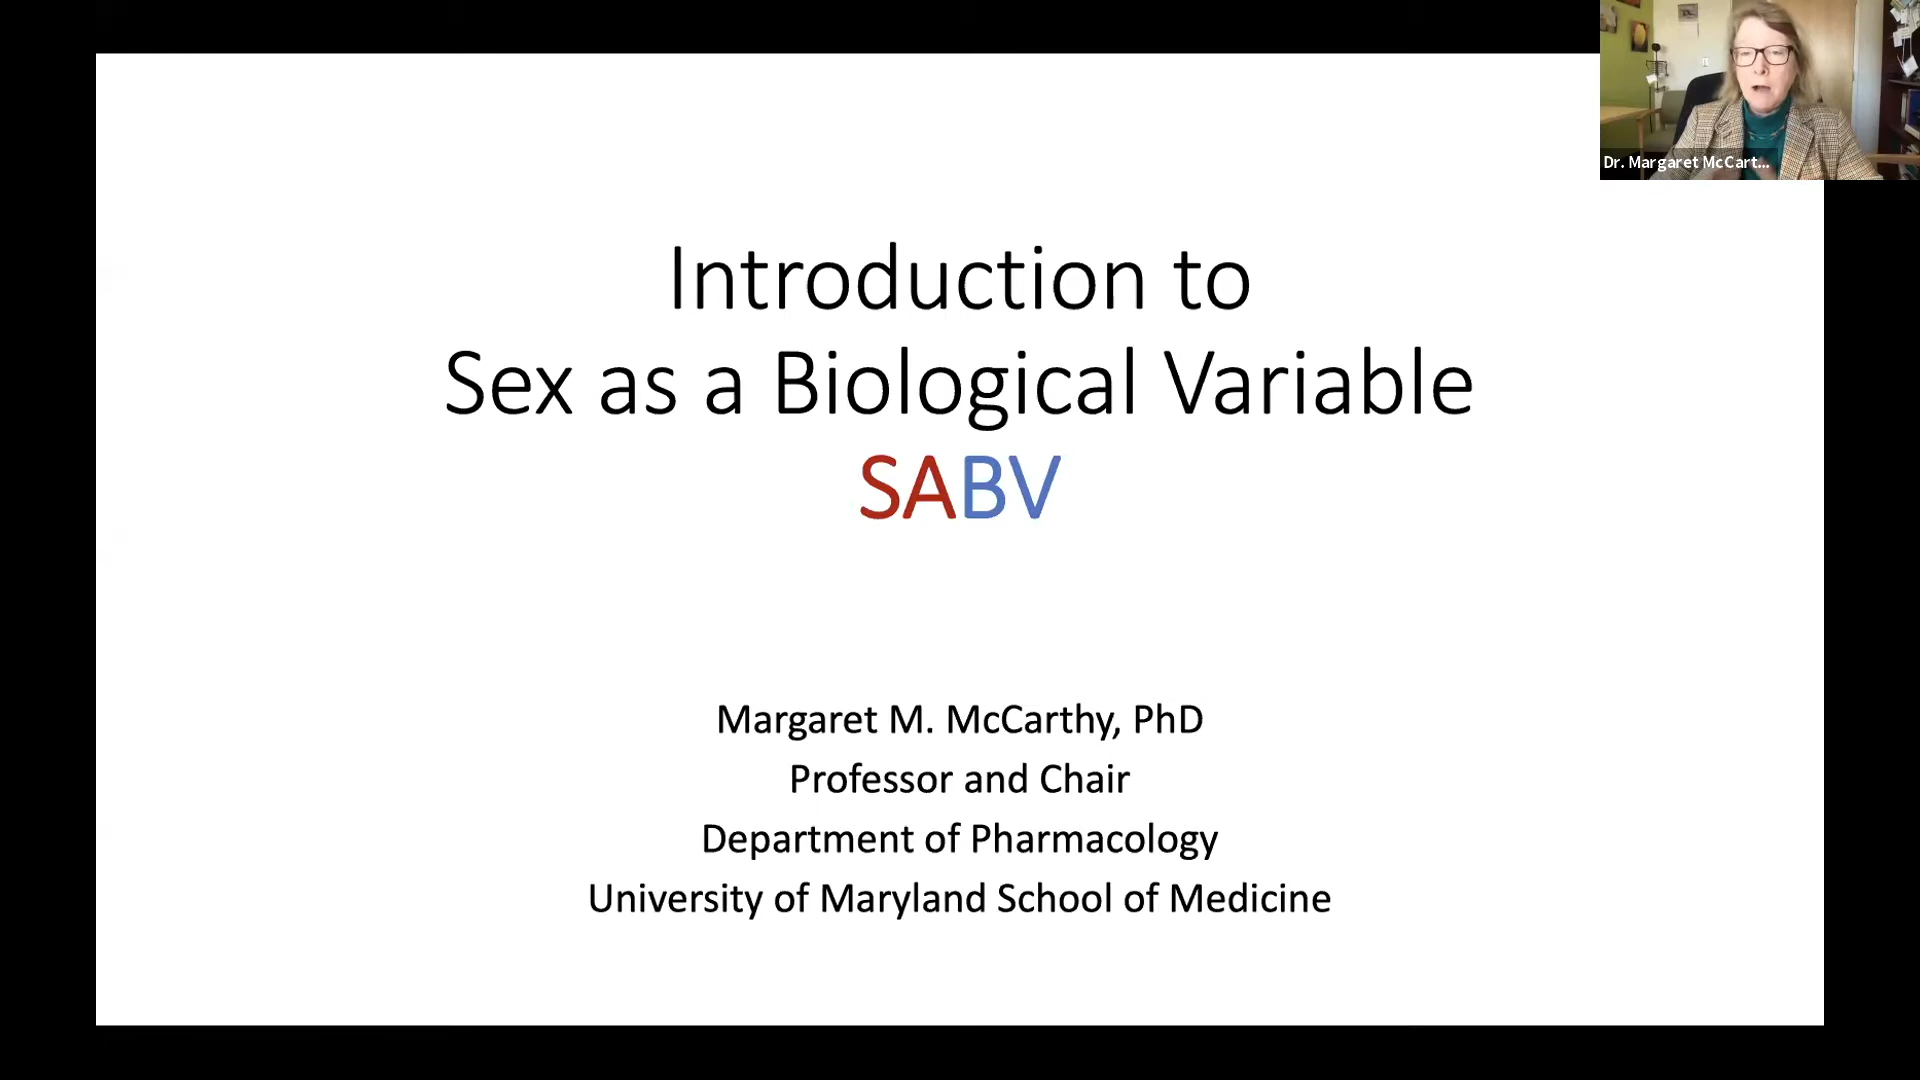 Dr. Margaret McCart...
Introduction to
Sex as a Biological Variable
SABV
Margaret M. McCarthy, PhD
Professor and Chair
Department of Pharmacology
University of Maryland School of Medicine